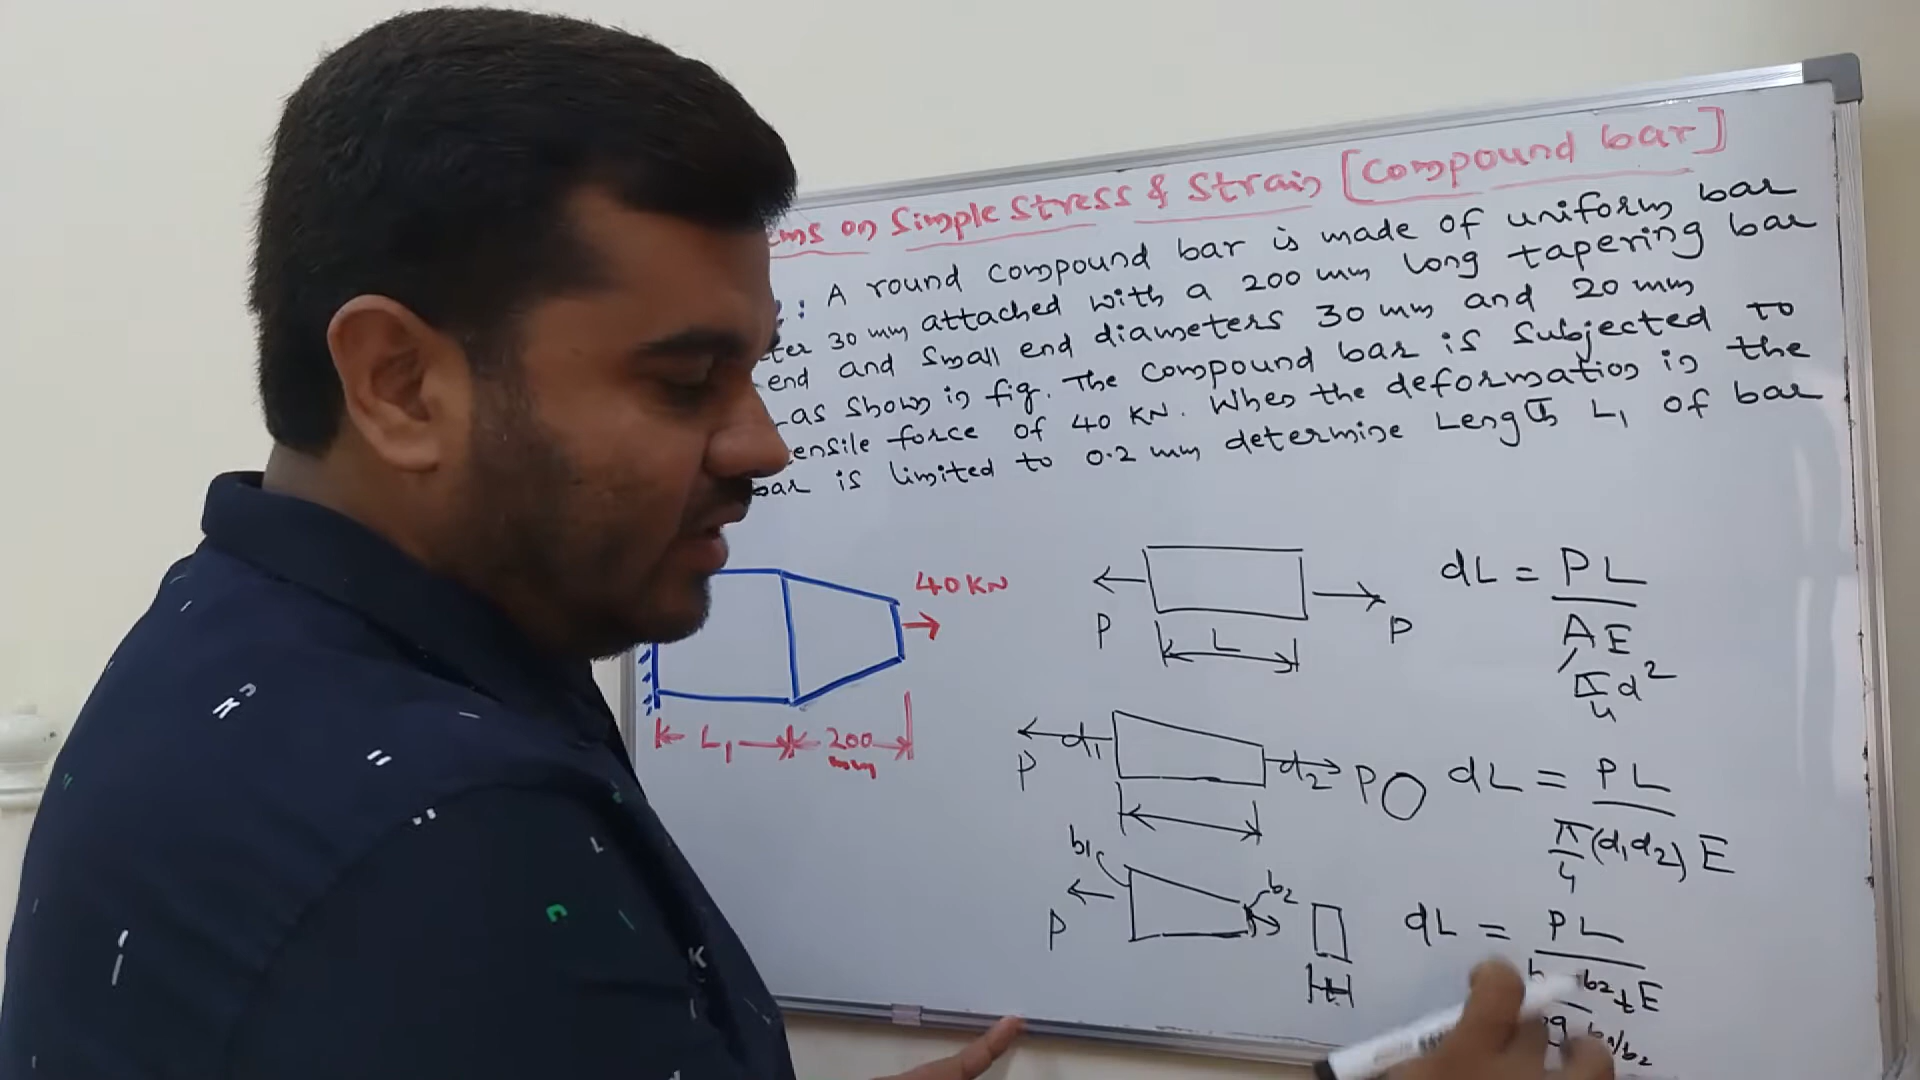 on Simple Stress & Strain [Compound bar]
: A round compound bar is made of uniform bar
30 mm attached with a 200 mm long tapering bar
end and small end diameters 30 mm and 20 mm
as shown in fig. The compound bar is subjected to
force of 40 KN. When the deformation in the
bar is limited to 0.2 mm determine Length L1 of bar
40 KN
L1
200
mm
P
L
P
dL = PL
AE
π/4 d²
P
d1
d2
P
dL = PL
π/4 (d1d2) E
b1
P
b2
t
dL = PL
b2 t E
b1/b2
K
K